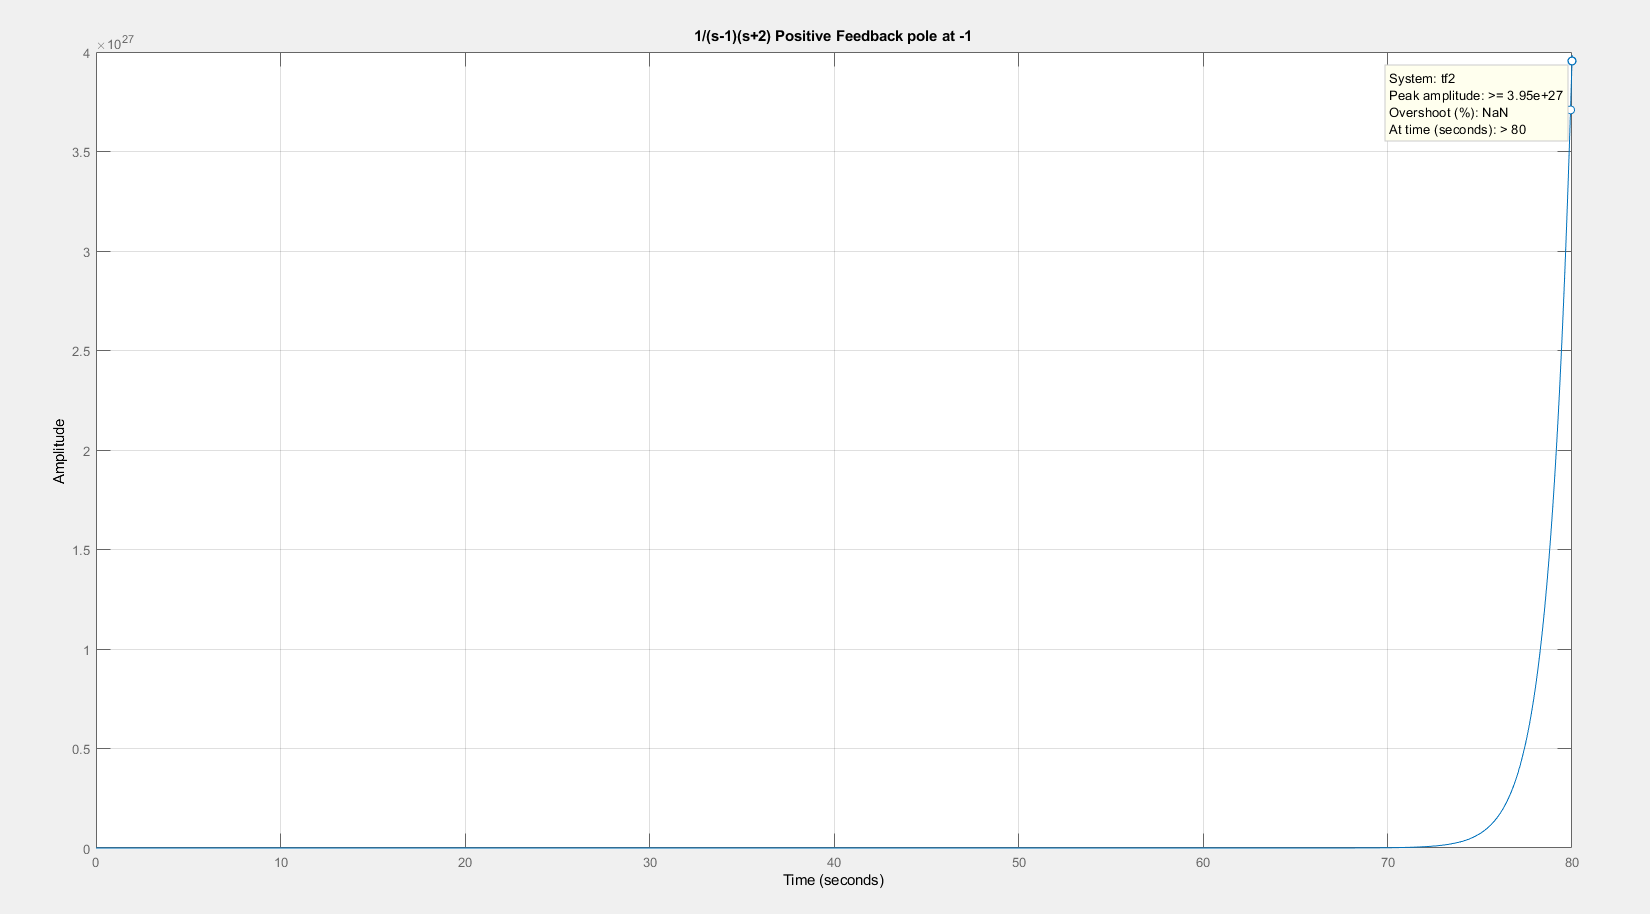 1/(s-1)(s+2) Positive Feedback pole at -1
×10^27
4
3.5
3
2.5
2
1.5
1
0.5
0
Amplitude
System: tf2
Peak amplitude: >= 3.95e+27
Overshoot (%): NaN
At time (seconds): > 80
0 10 20 30 40 50 60 70 80
Time (seconds)